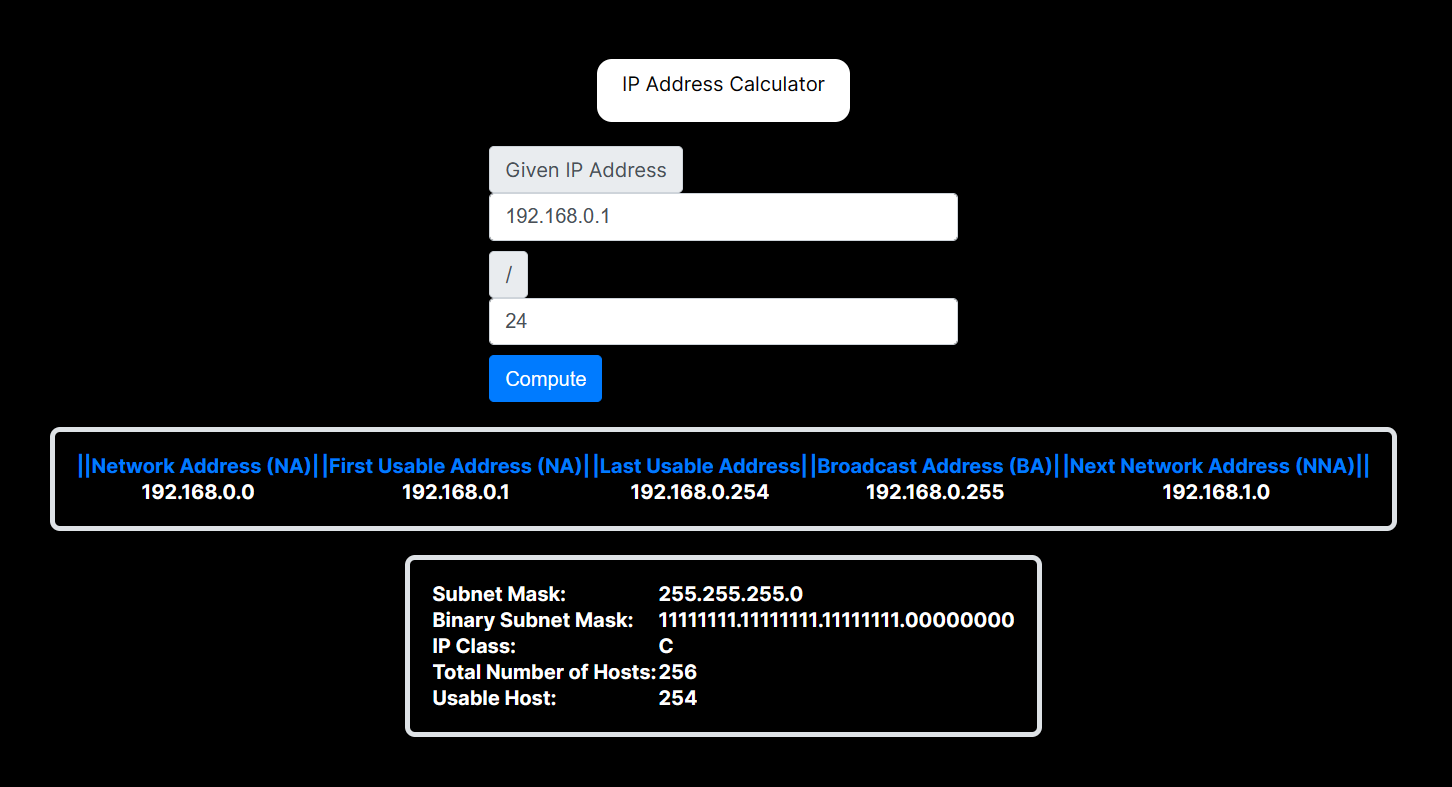 IP Address Calculator
Given IP Address
192.168.0.1
/
24
Compute
||Network Address (NA)||First Usable Address (NA)||Last Usable Address||Broadcast Address (BA)||Next Network Address (NNA)||
192.168.0.0 192.168.0.1 192.168.0.254 192.168.0.255 192.168.1.0
Subnet Mask: 255.255.255.0
Binary Subnet Mask: 11111111.11111111.11111111.00000000
IP Class: C
Total Number of Hosts: 256
Usable Host: 254